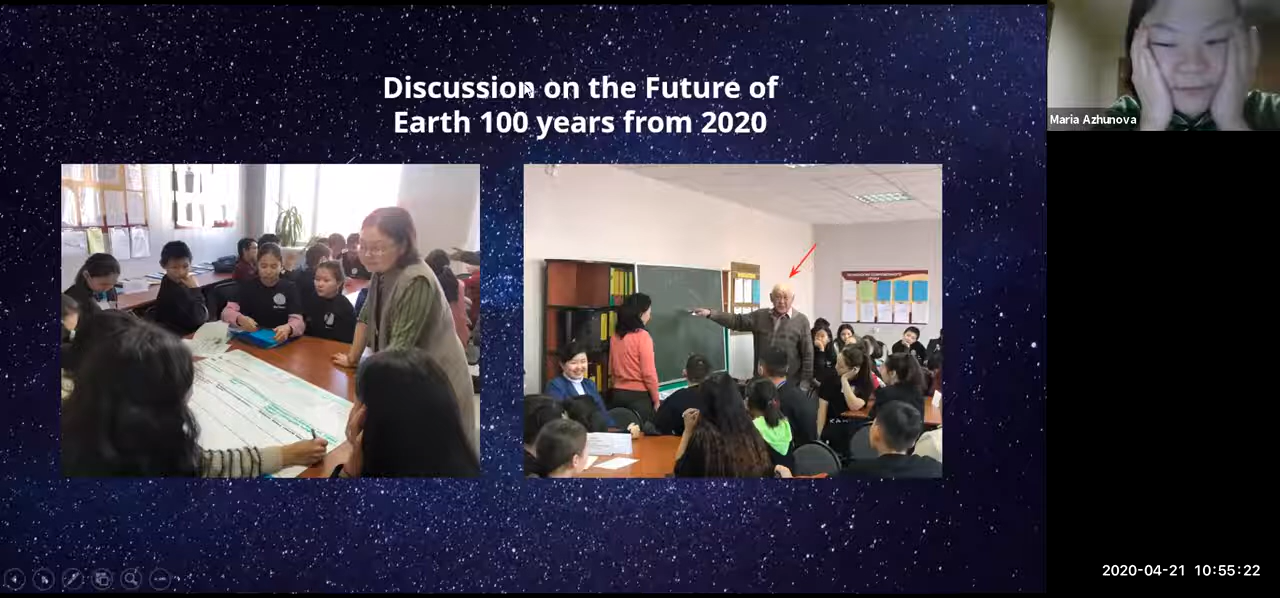 Discussion on the Future of
Earth 100 years from 2020
Maria Azhunova
2020-04-21 10:55:22